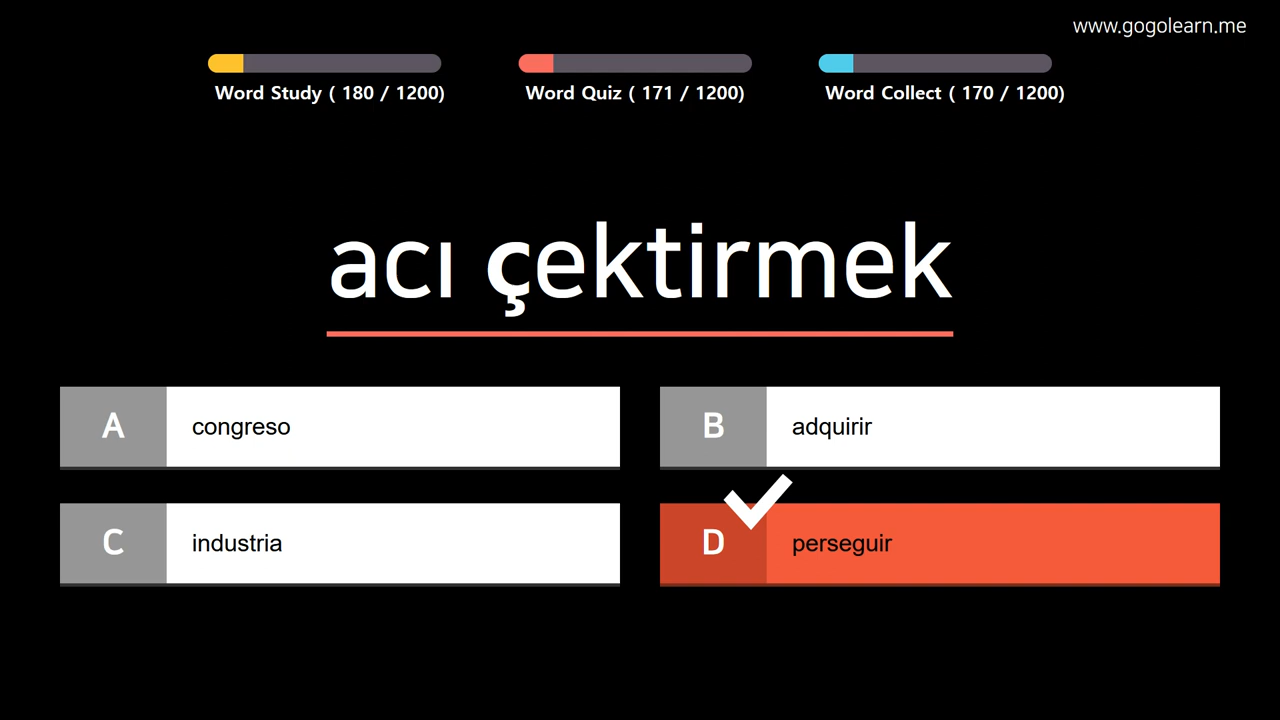 www.gogolearn.me
Word Study ( 180 / 1200)
Word Quiz ( 171 / 1200)
Word Collect ( 170 / 1200)
acı çektirmek
A congreso
B adquirir
C industria
D perseguir